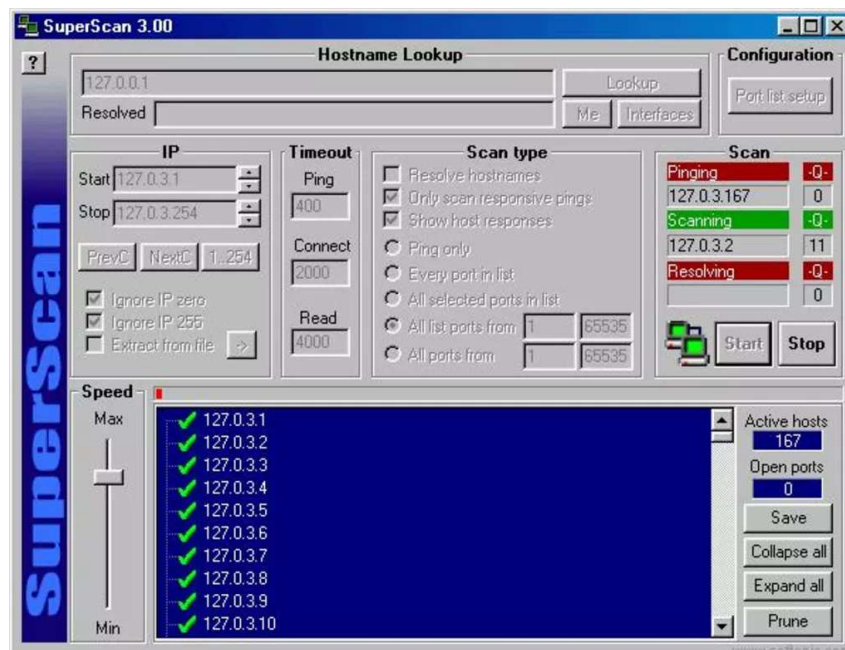 SuperScan 3.00
?
Hostname Lookup
127.0.0.1
Lookup
Resolved
Me
Interfaces
Configuration
Port list setup
IP
Start 127.0.3.1
Stop 127.0.3.254
PrevC
NextC
1..254
Ignore IP zero
Ignore IP 255
Extract from file
->
Timeout
Ping
400
Connect
2000
Read
4000
Scan type
Resolve hostnames
Only scan responsive pings
Show host responses
Ping only
Every port in list
All selected ports in list
All list ports from 1 65535
All ports from 1 65535
Scan
Pinging -Q-
127.0.3.167 0
Scanning -Q-
127.0.3.2 11
Resolving -Q-
0
Start
Stop
SuperScan
Speed
Max
Min
127.0.3.1
127.0.3.2
127.0.3.3
127.0.3.4
127.0.3.5
127.0.3.6
127.0.3.7
127.0.3.8
127.0.3.9
127.0.3.10
Active hosts
167
Open ports
0
Save
Collapse all
Expand all
Prune